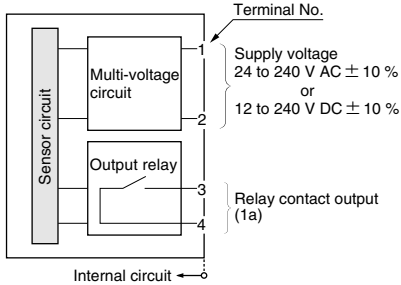 Terminal No.
1
Supply voltage
24 to 240 V AC ± 10 %
or
12 to 240 V DC ± 10 %
Multi-voltage
circuit
2
Sensor circuit
Output relay
3
Relay contact output
(1a)
4
Internal circuit